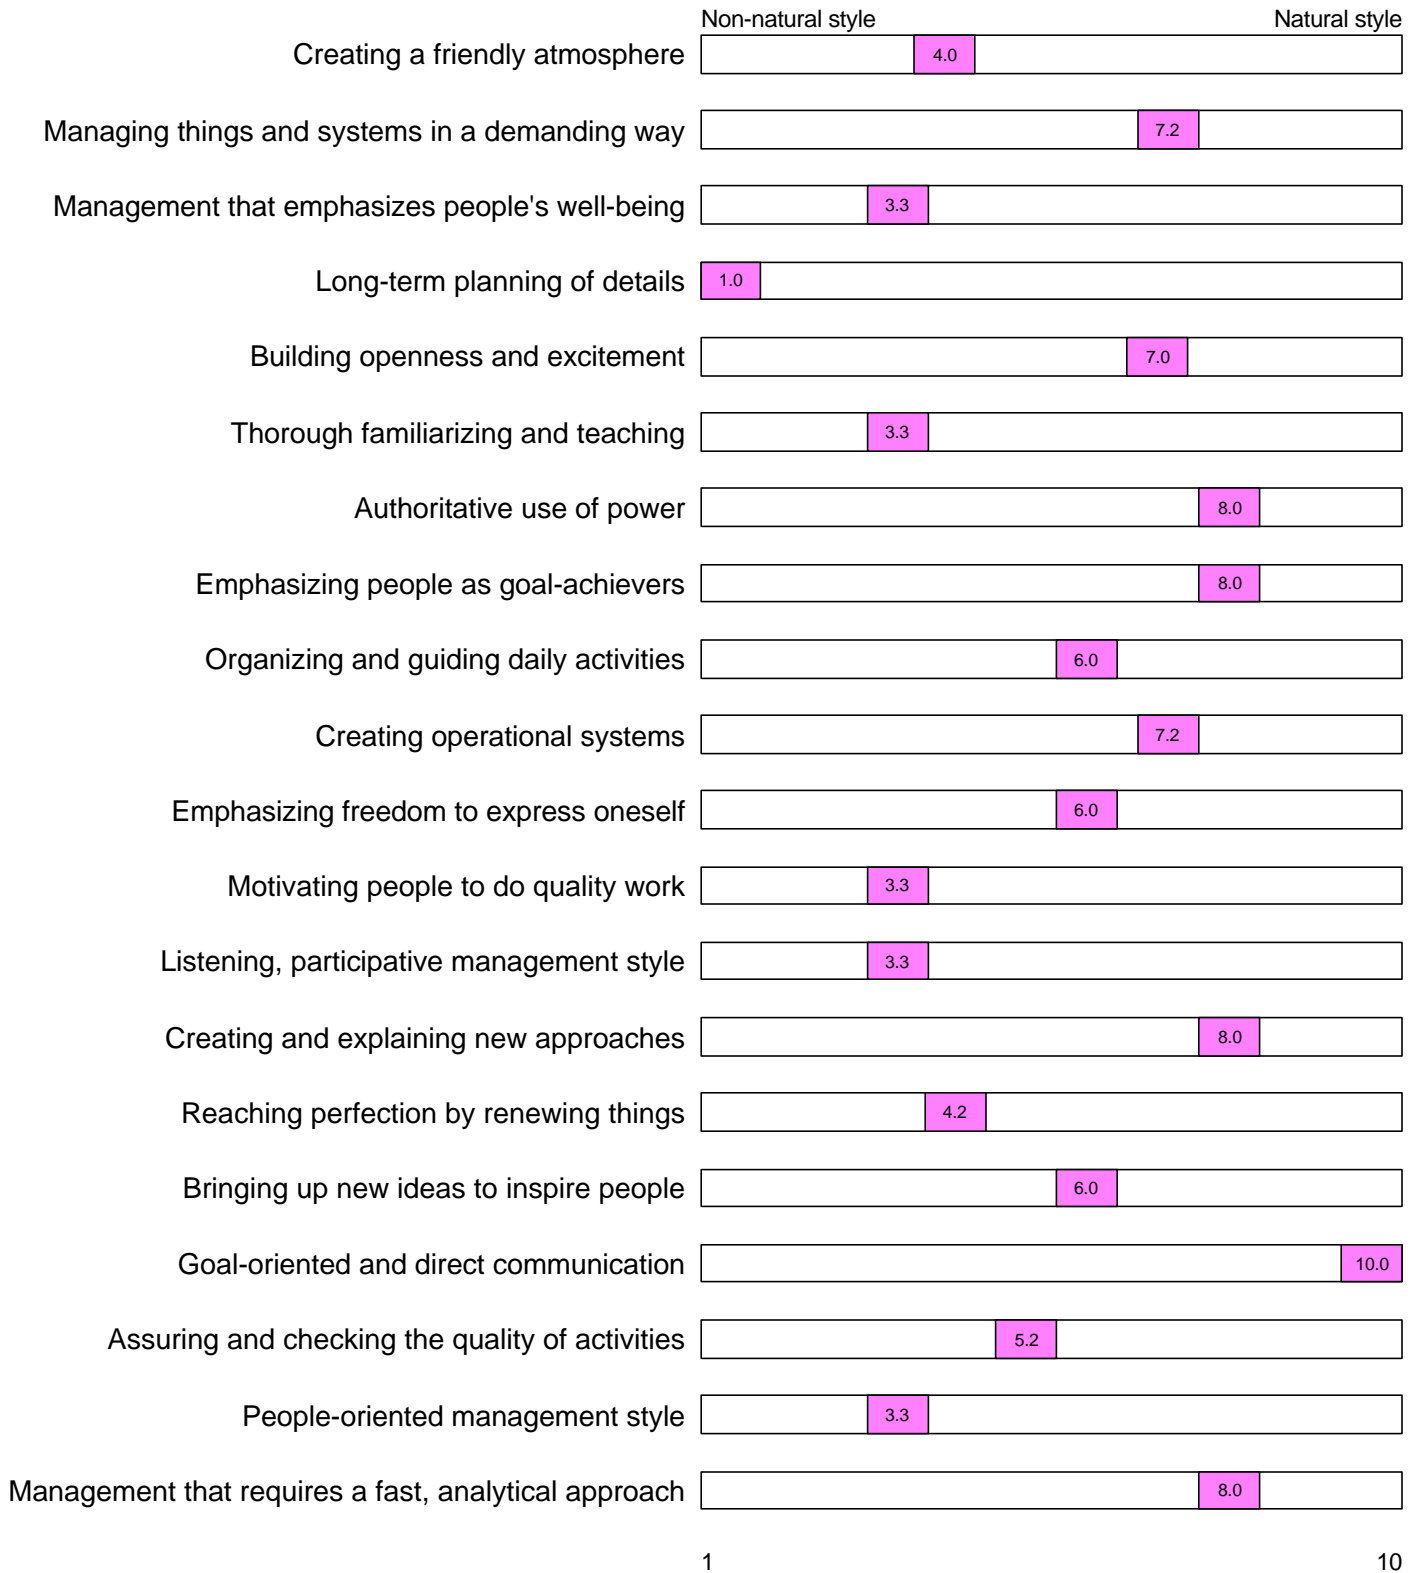 Non-natural style Natural style
Creating a friendly atmosphere 4.0
Managing things and systems in a demanding way 7.2
Management that emphasizes people's well-being 3.3
Long-term planning of details 1.0
Building openness and excitement 7.0
Thorough familiarizing and teaching 3.3
Authoritative use of power 8.0
Emphasizing people as goal-achievers 8.0
Organizing and guiding daily activities 6.0
Creating operational systems 7.2
Emphasizing freedom to express oneself 6.0
Motivating people to do quality work 3.3
Listening, participative management style 3.3
Creating and explaining new approaches 8.0
Reaching perfection by renewing things 4.2
Bringing up new ideas to inspire people 6.0
Goal-oriented and direct communication 10.0
Assuring and checking the quality of activities 5.2
People-oriented management style 3.3
Management that requires a fast, analytical approach 8.0
1 10